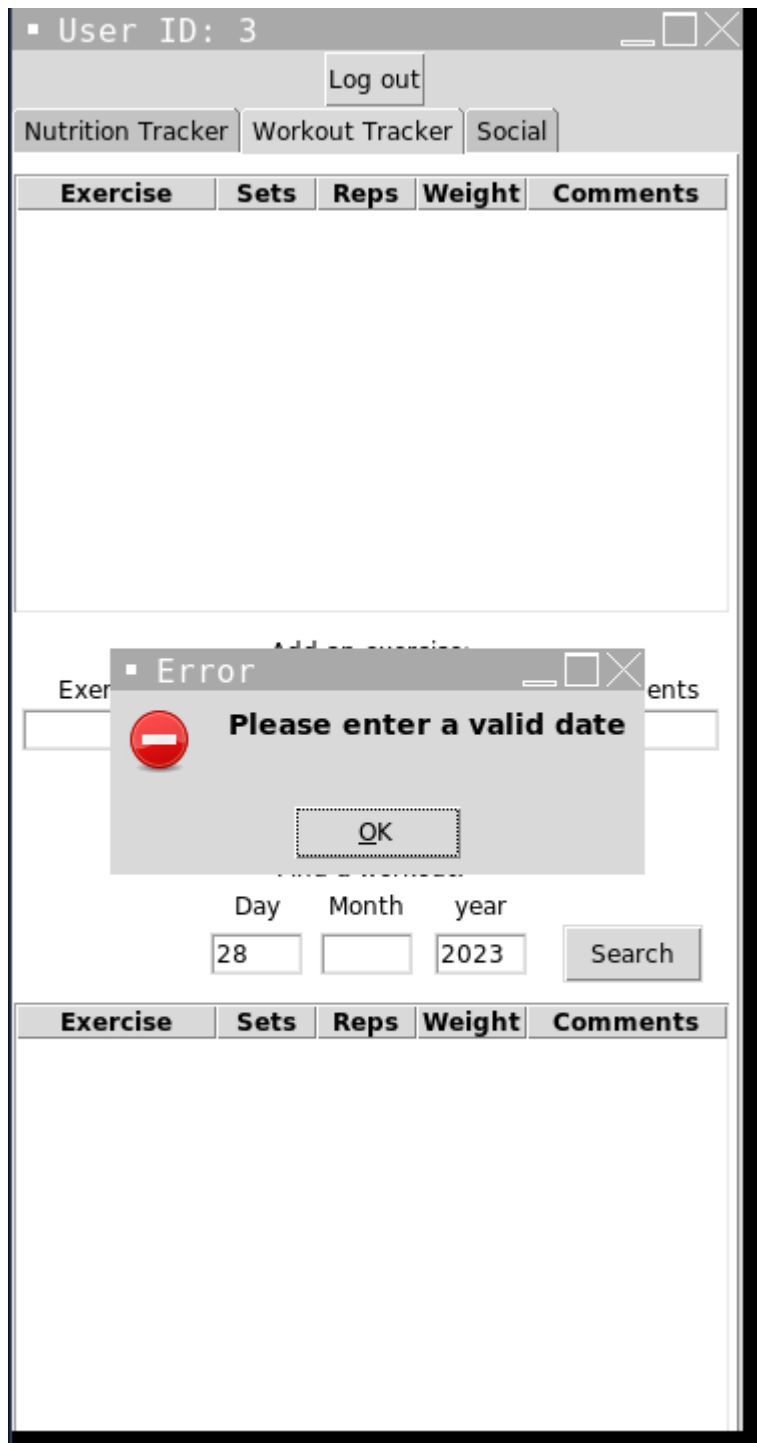 User ID: 3
Log out
Nutrition Tracker Workout Tracker Social
Exercise Sets Reps Weight Comments
Error
Please enter a valid date
OK
Day Month year
28 2023 Search
Exercise Sets Reps Weight Comments